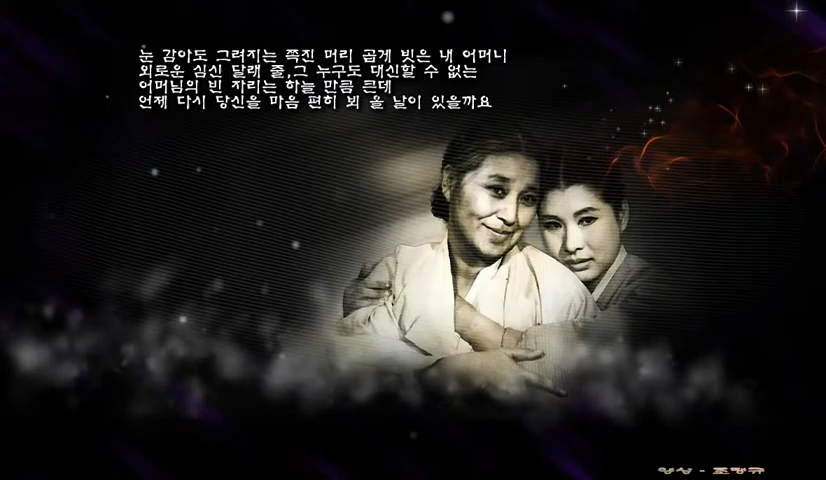 눈 감아도 그려지는 쪽진 머리 곱게 빗은 내 어머니
외로운 심신 달래 줄,그 누구도 대신할 수 없는
어머님의 빈 자리는 하늘 만큼 큰데
언제 다시 당신을 마음 편히 뵈 올 날이 있을까요
영상 -